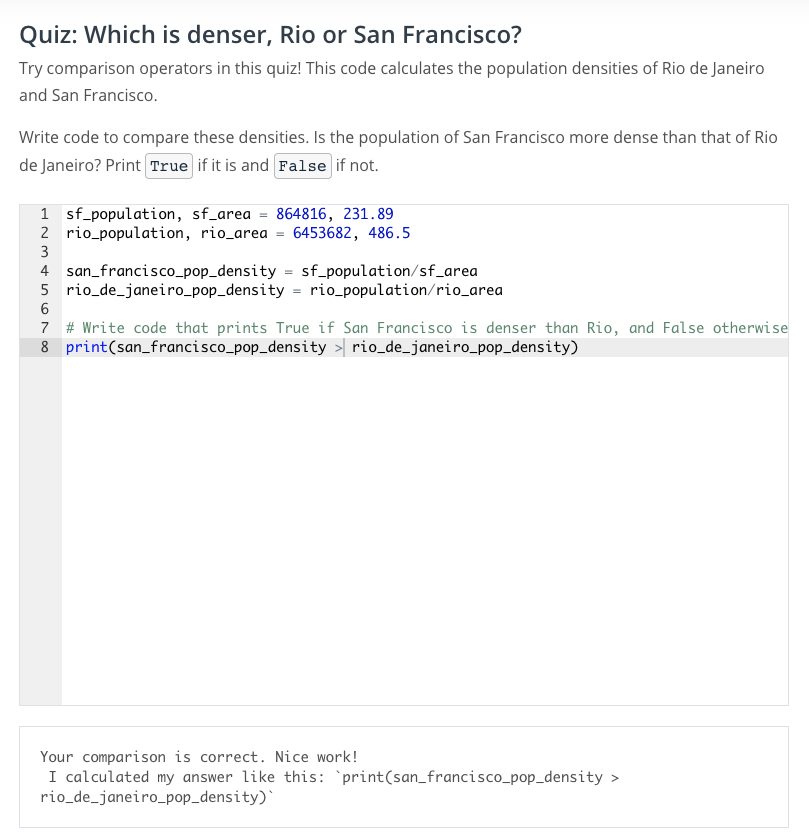 Quiz: Which is denser, Rio or San Francisco?
Try comparison operators in this quiz! This code calculates the population densities of Rio de Janeiro
and San Francisco.
Write code to compare these densities. Is the population of San Francisco more dense than that of Rio
de Janeiro? Print True if it is and False if not.
1 sf_population, sf_area = 864816, 231.89
2 rio_population, rio_area = 6453682, 486.5
3
4 san_francisco_pop_density = sf_population/sf_area
5 rio_de_janeiro_pop_density = rio_population/rio_area
6
7 # Write code that prints True if San Francisco is denser than Rio, and False otherwise
8 print(san_francisco_pop_density > rio_de_janeiro_pop_density)
Your comparison is correct. Nice work!
I calculated my answer like this: `print(san_francisco_pop_density >
rio_de_janeiro_pop_density)`